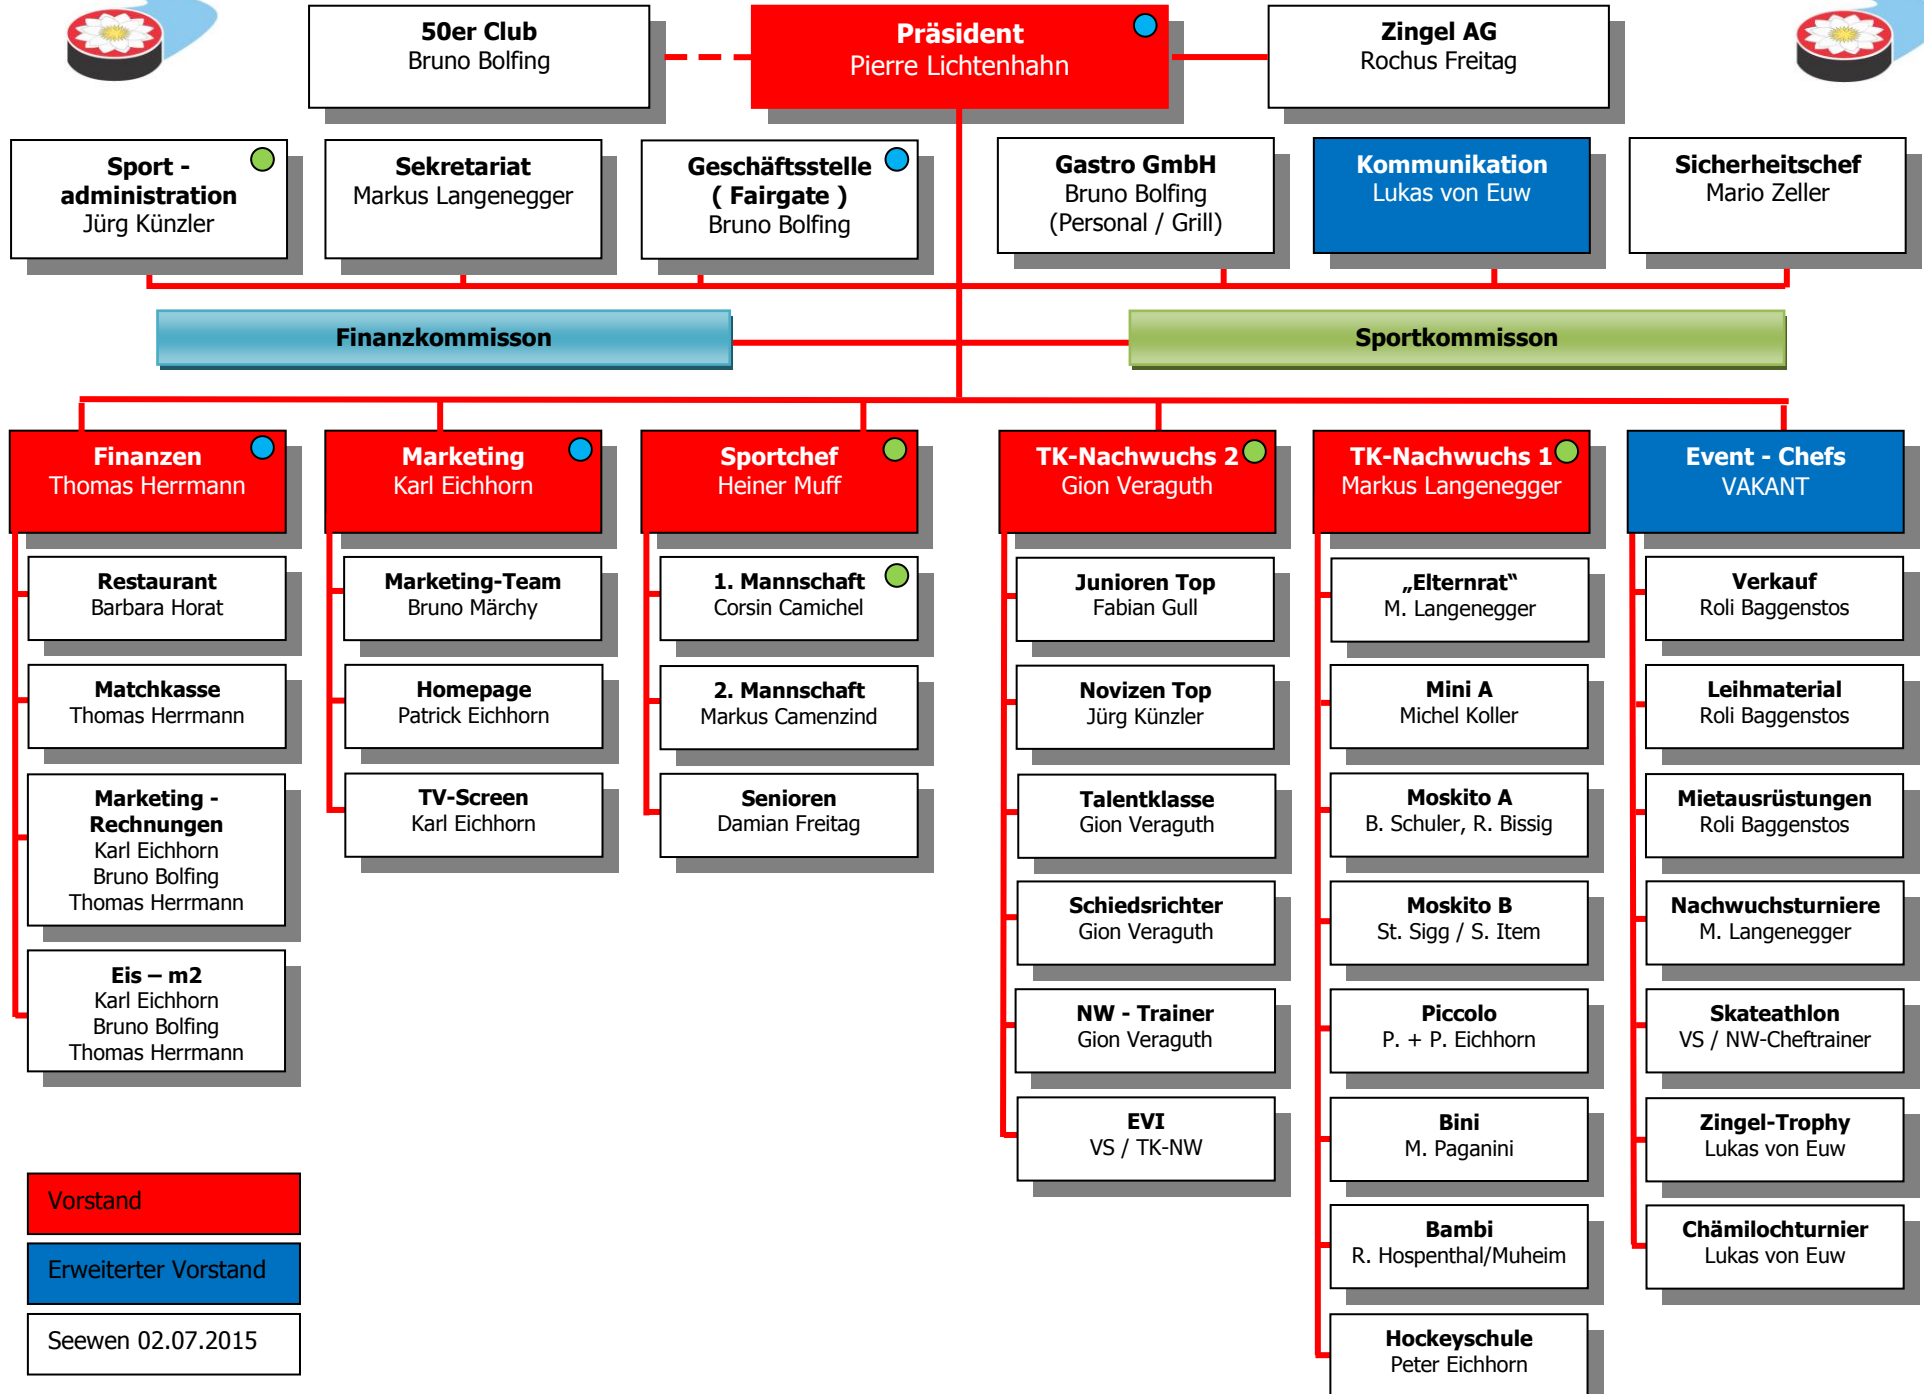 50er Club
Bruno Bolfing
Präsident
Pierre Lichtenhahn
Zingel AG
Rochus Freitag
Sport -
administration
Jürg Künzler
Sekretariat
Markus Langenegger
Geschäftsstelle
( Fairgate )
Bruno Bolfing
Gastro GmbH
Bruno Bolfing
(Personal / Grill)
Kommunikation
Lukas von Euw
Sicherheitschef
Mario Zeller
Finanzkommisson
Sportkommisson
Finanzen
Thomas Herrmann
Marketing
Karl Eichhorn
Sportchef
Heiner Muff
TK-Nachwuchs 2
Gion Veraguth
TK-Nachwuchs 1
Markus Langenegger
Event - Chefs
VAKANT
Restaurant
Barbara Horat
Matchkasse
Thomas Herrmann
Marketing -
Rechnungen
Karl Eichhorn
Bruno Bolfing
Thomas Herrmann
Eis – m2
Karl Eichhorn
Bruno Bolfing
Thomas Herrmann
Marketing-Team
Bruno Märchy
Homepage
Patrick Eichhorn
TV-Screen
Karl Eichhorn
1. Mannschaft
Corsin Camichel
2. Mannschaft
Markus Camenzind
Senioren
Damian Freitag
Junioren Top
Fabian Gull
Novizen Top
Jürg Künzler
Talentklasse
Gion Veraguth
Schiedsrichter
Gion Veraguth
NW - Trainer
Gion Veraguth
EVI
VS / TK-NW
„Elternrat“
M. Langenegger
Mini A
Michel Koller
Moskito A
B. Schuler, R. Bissig
Moskito B
St. Sigg / S. Item
Piccolo
P. + P. Eichhorn
Bini
M. Paganini
Bambi
R. Hospenthal/Muheim
Hockeyschule
Peter Eichhorn
Verkauf
Roli Baggenstos
Leihmaterial
Roli Baggenstos
Mietausrüstungen
Roli Baggenstos
Nachwuchsturniere
M. Langenegger
Skateathlon
VS / NW-Cheftrainer
Zingel-Trophy
Lukas von Euw
Chämilochturnier
Lukas von Euw
Vorstand
Erweiterter Vorstand
Seewen 02.07.2015